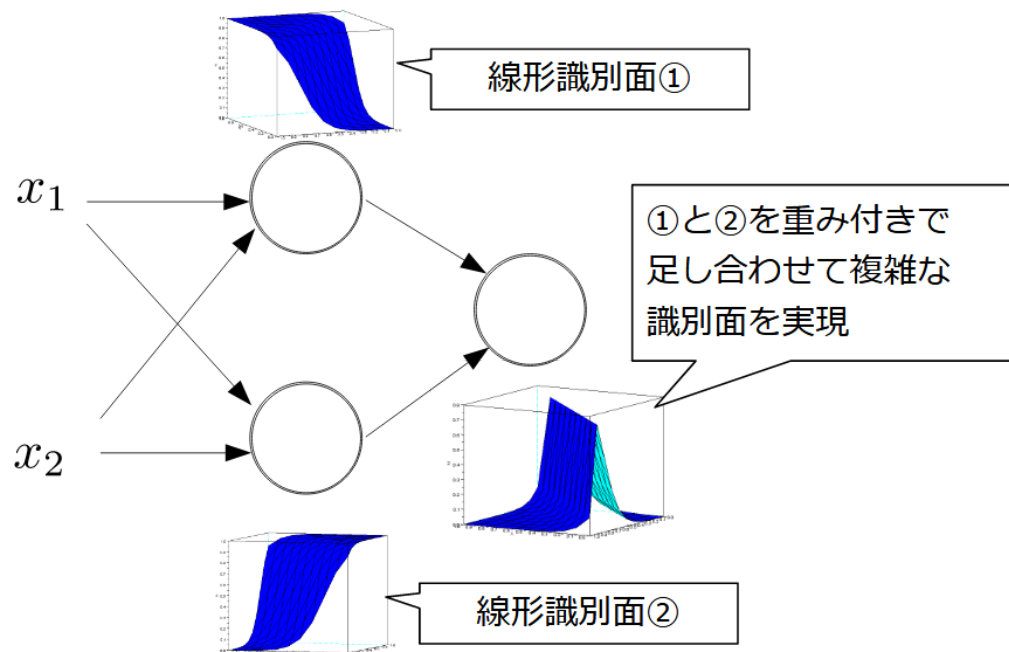 線形識別面①
x1
①と②を重み付きで
足し合わせて複雑な
識別面を実現
x2
線形識別面②